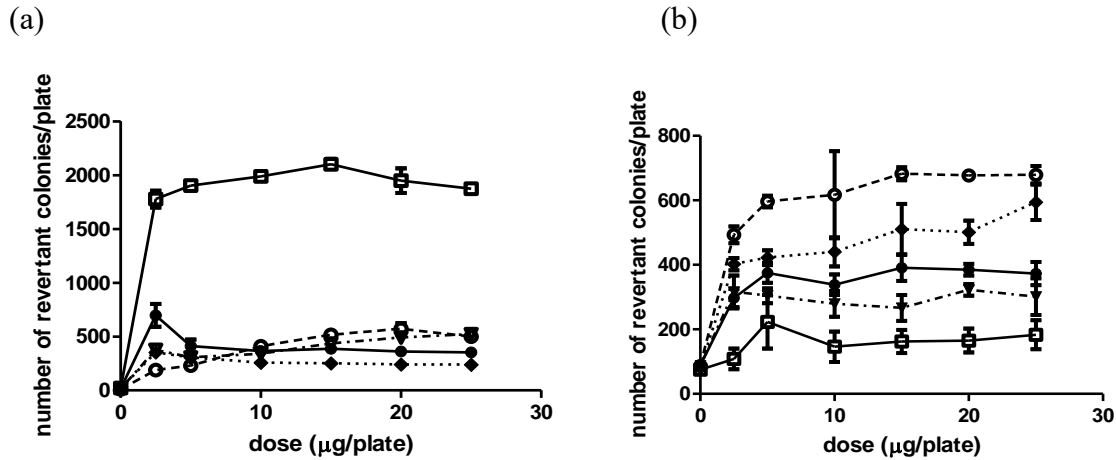 (a)
number of revertant colonies/plate
2500
2000
1500
1000
500
0
0 10 20 30
dose (μg/plate)
(b)
number of revertant colonies/plate
800
600
400
200
0
0 10 20 30
dose (μg/plate)